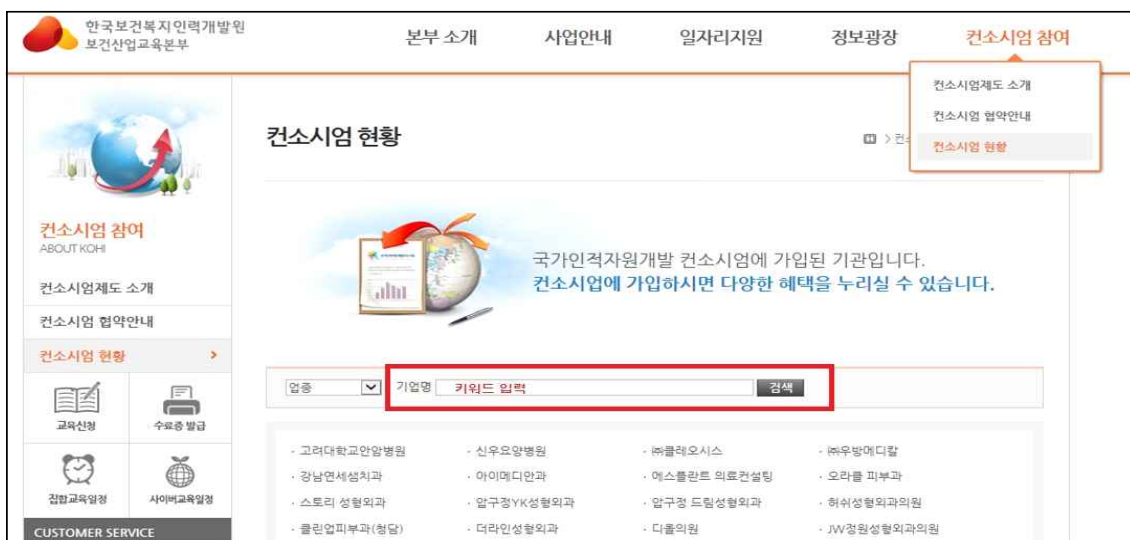 한국보건복지인력개발원
보건산업교육본부
본부 소개 사업안내 일자리지원 정보광장 컨소시엄 참여
컨소시엄제도 소개
컨소시엄 협약안내
컨소시엄 현황
컨소시엄 현황
컨소시엄 참여
ABOUT KOHI
컨소시엄제도 소개
컨소시엄 협약안내
컨소시엄 현황
국가인적자원개발 컨소시엄에 가입된 기관입니다.
컨소시업에 가입하시면 다양한 혜택을 누리실 수 있습니다.
업종 기업명 키워드 입력 검색
교육신청 수료증 발급
집합교육일정 사이버교육일정
CUSTOMER SERVICE
· 고려대학교안암병원 · 신우요양병원 · ㈜클레오시스 · ㈜우방메디칼
· 강남연세샘치과 · 아이메디안과 · 에스플란트 의료컨설팅 · 오라클 피부과
· 스토리 성형외과 · 압구정YK성형외과 · 압구정 드림성형외과 · 허쉬성형외과의원
· 클린업피부과(청담) · 더라인성형외과 · 디올의원 · JW정원성형외과의원